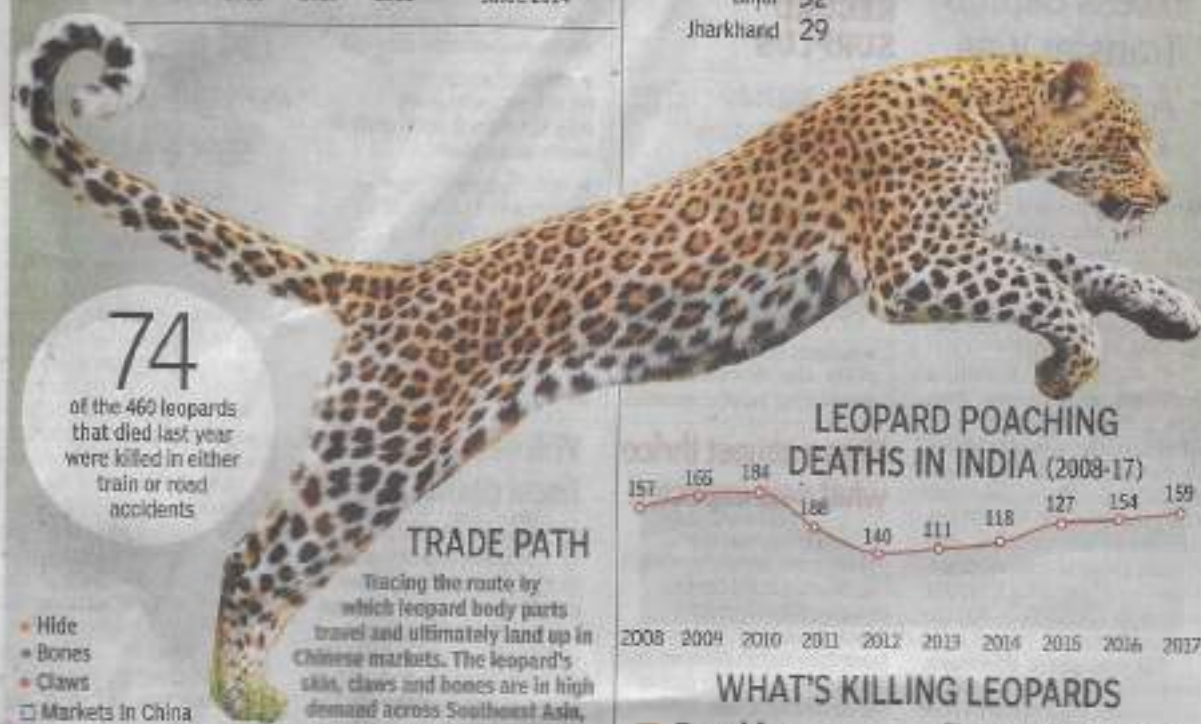 Jharkhand 29
74
of the 460 leopards
that died last year
were killed in either
train or road
accidents
Hide
Bones
Claws
Markets in China
TRADE PATH
Tracing the route by
which leopard body parts
travel and ultimately land up in
Chinese markets. The leopard's
skin, claws and bones are in high
demand across Southeast Asia,
LEOPARD POACHING
DEATHS IN INDIA (2008-17)
157 184 140 111 118 127 154 159
2008 2009 2010 2011 2012 2013 2014 2015 2016 2017
WHAT'S KILLING LEOPARDS